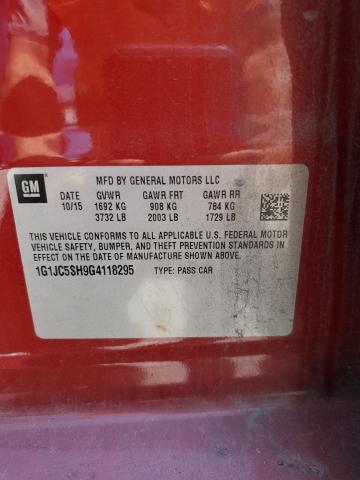 GM
MFD BY GENERAL MOTORS LLC
DATE GVWR GAWR FRT GAWR RR
10/15 1692 KG 908 KG 784 KG
3732 LB 2003 LB 1729 LB
THIS VEHICLE CONFORMS TO ALL APPLICABLE U.S. FEDERAL MOTOR
VEHICLE SAFETY, BUMPER, AND THEFT PREVENTION STANDARDS IN
EFFECT ON THE DATE OF MANUFACTURE SHOWN ABOVE.
1G1JC5SH9G4118295 TYPE: PASS CAR